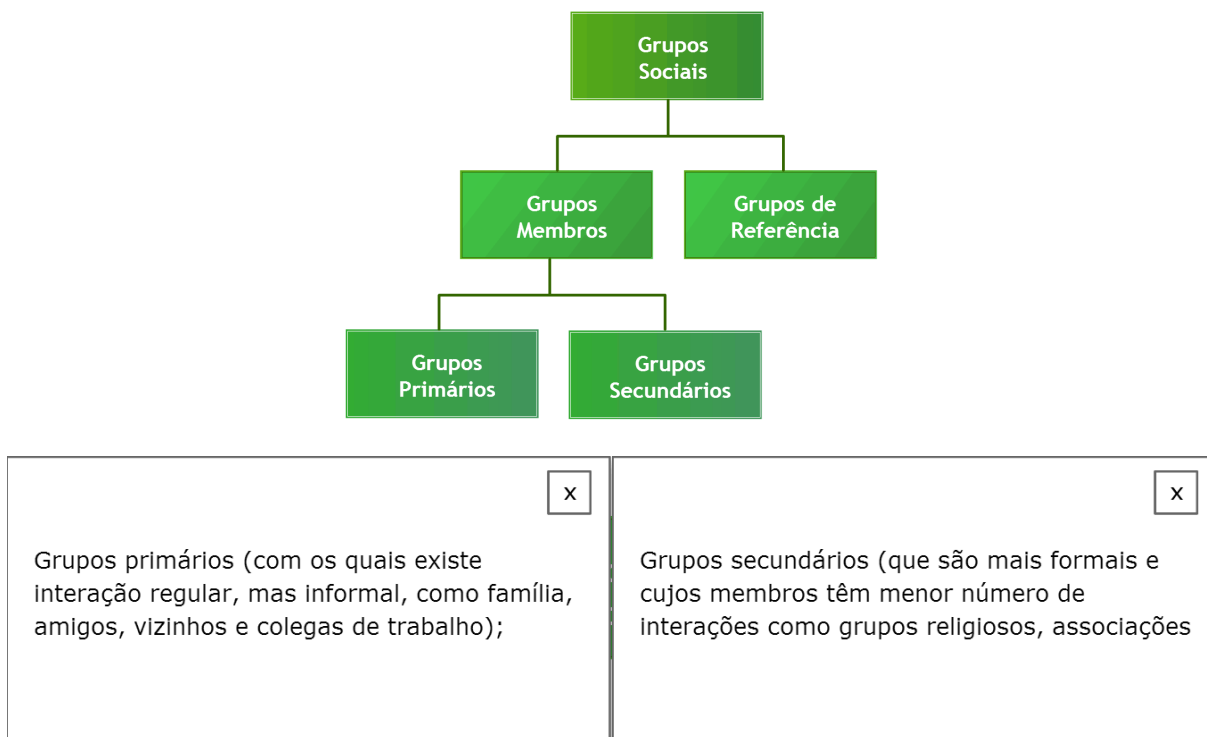 Grupos
Sociais
Grupos
Membros
Grupos de
Referência
Grupos
Primários
Grupos
Secundários
x
Grupos primários (com os quais existe
interação regular, mas informal, como família,
amigos, vizinhos e colegas de trabalho);
x
Grupos secundários (que são mais formais e
cujos membros têm menor número de
interações como grupos religiosos, associações